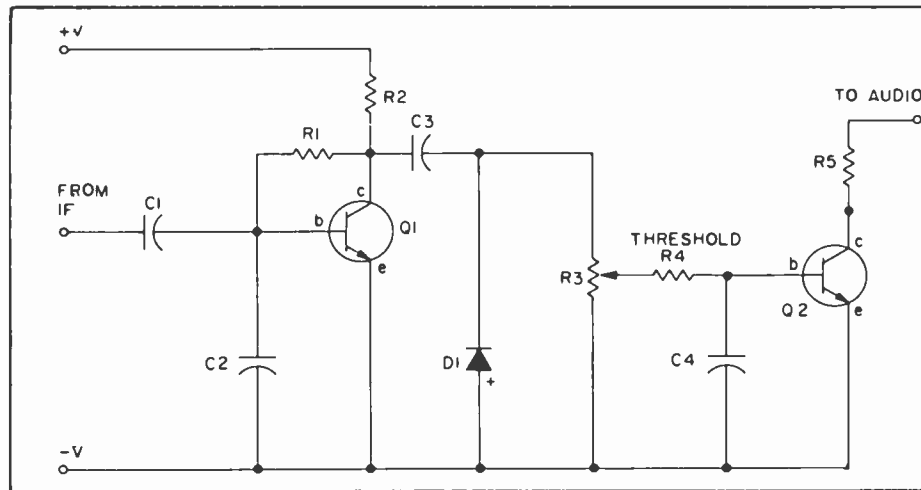 +V
R2
TO AUDIO
C3
R1
R5
FROM
IF
C1
c
b
Q1
e
THRESHOLD
R4
R3
c
b
Q2
e
C2
D1
+
C4
-V